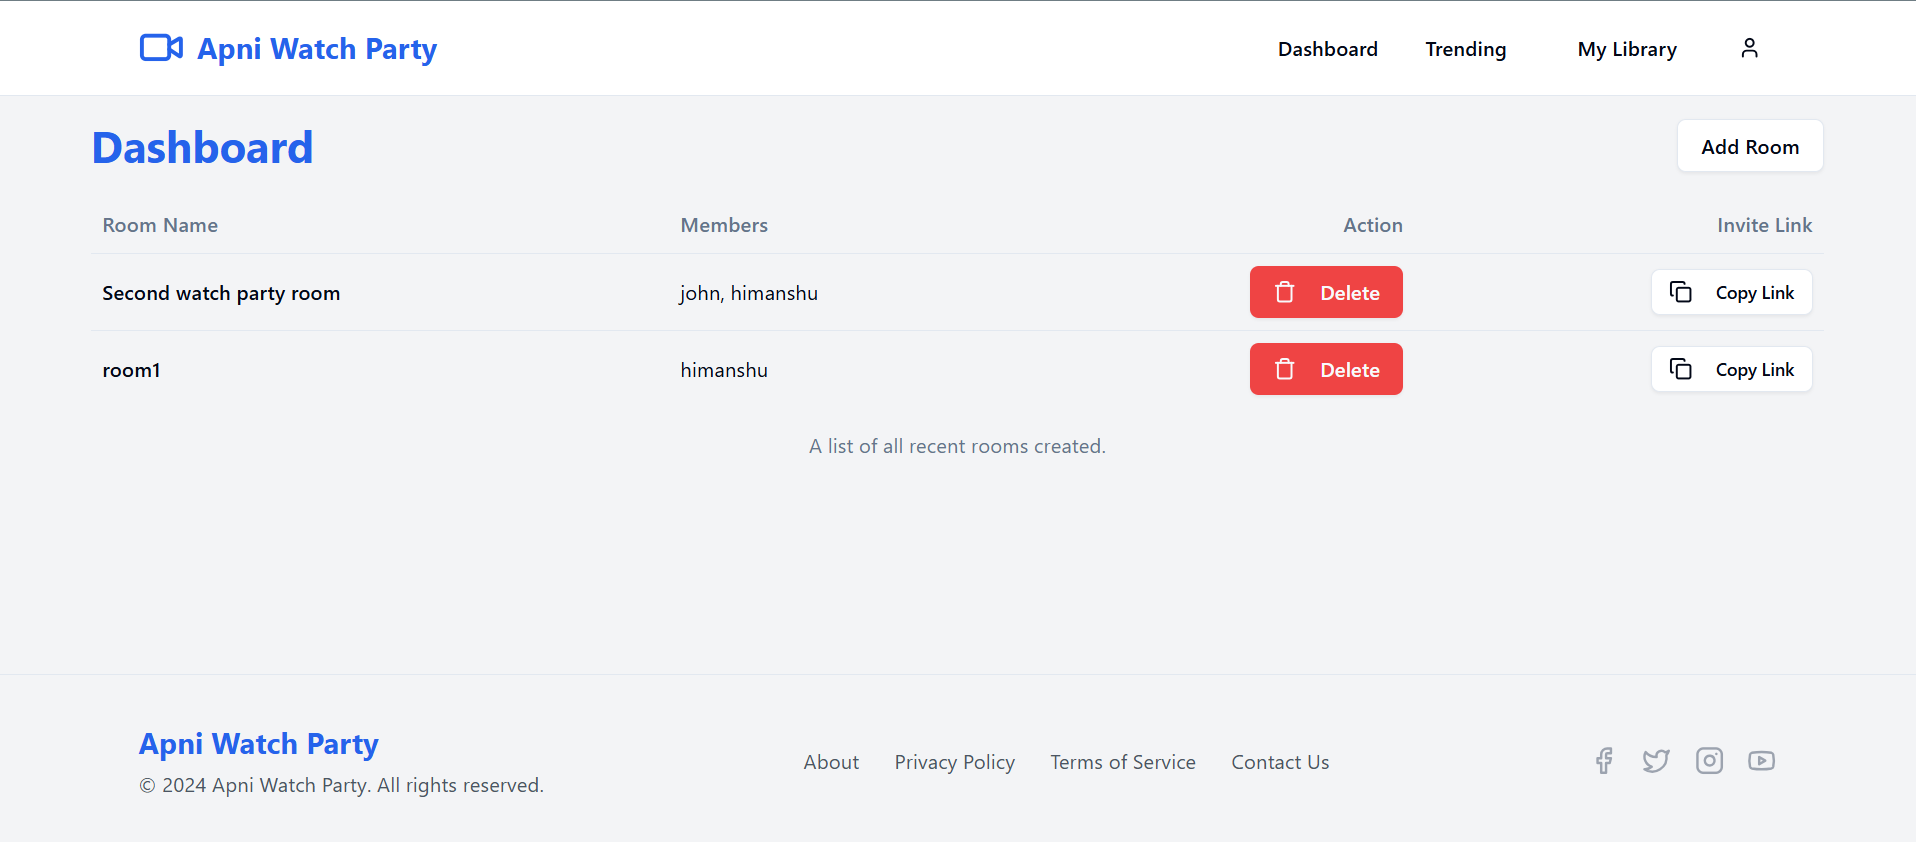 Apni Watch Party
Dashboard Trending My Library
Dashboard
Add Room
Room Name Members Action Invite Link
Second watch party room john, himanshu Delete Copy Link
room1 himanshu Delete Copy Link
A list of all recent rooms created.
Apni Watch Party
© 2024 Apni Watch Party. All rights reserved.
About Privacy Policy Terms of Service Contact Us